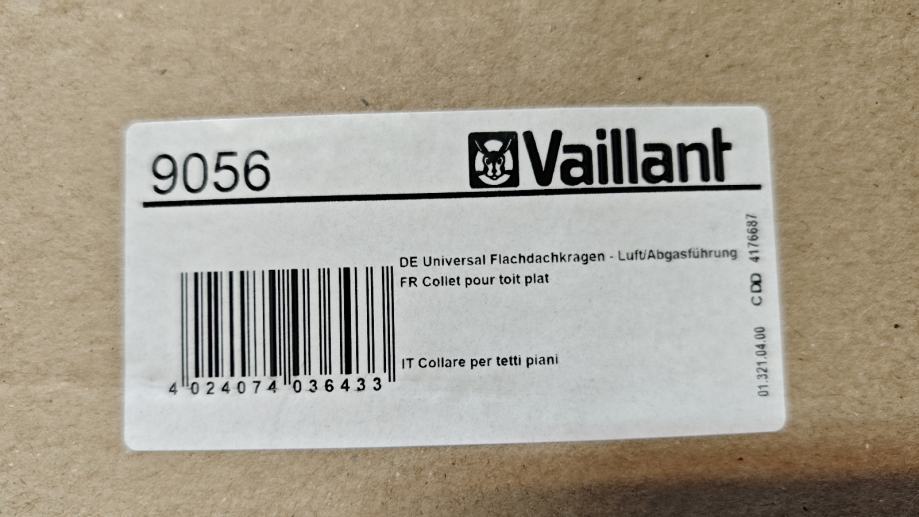 9056
Vaillant
DE Universal Flachdachkragen - Luft/Abgasführung
FR Collet pour toit plat
IT Collare per tetti piani
4 024074 036433
01.321.04.00 CDD 4176687